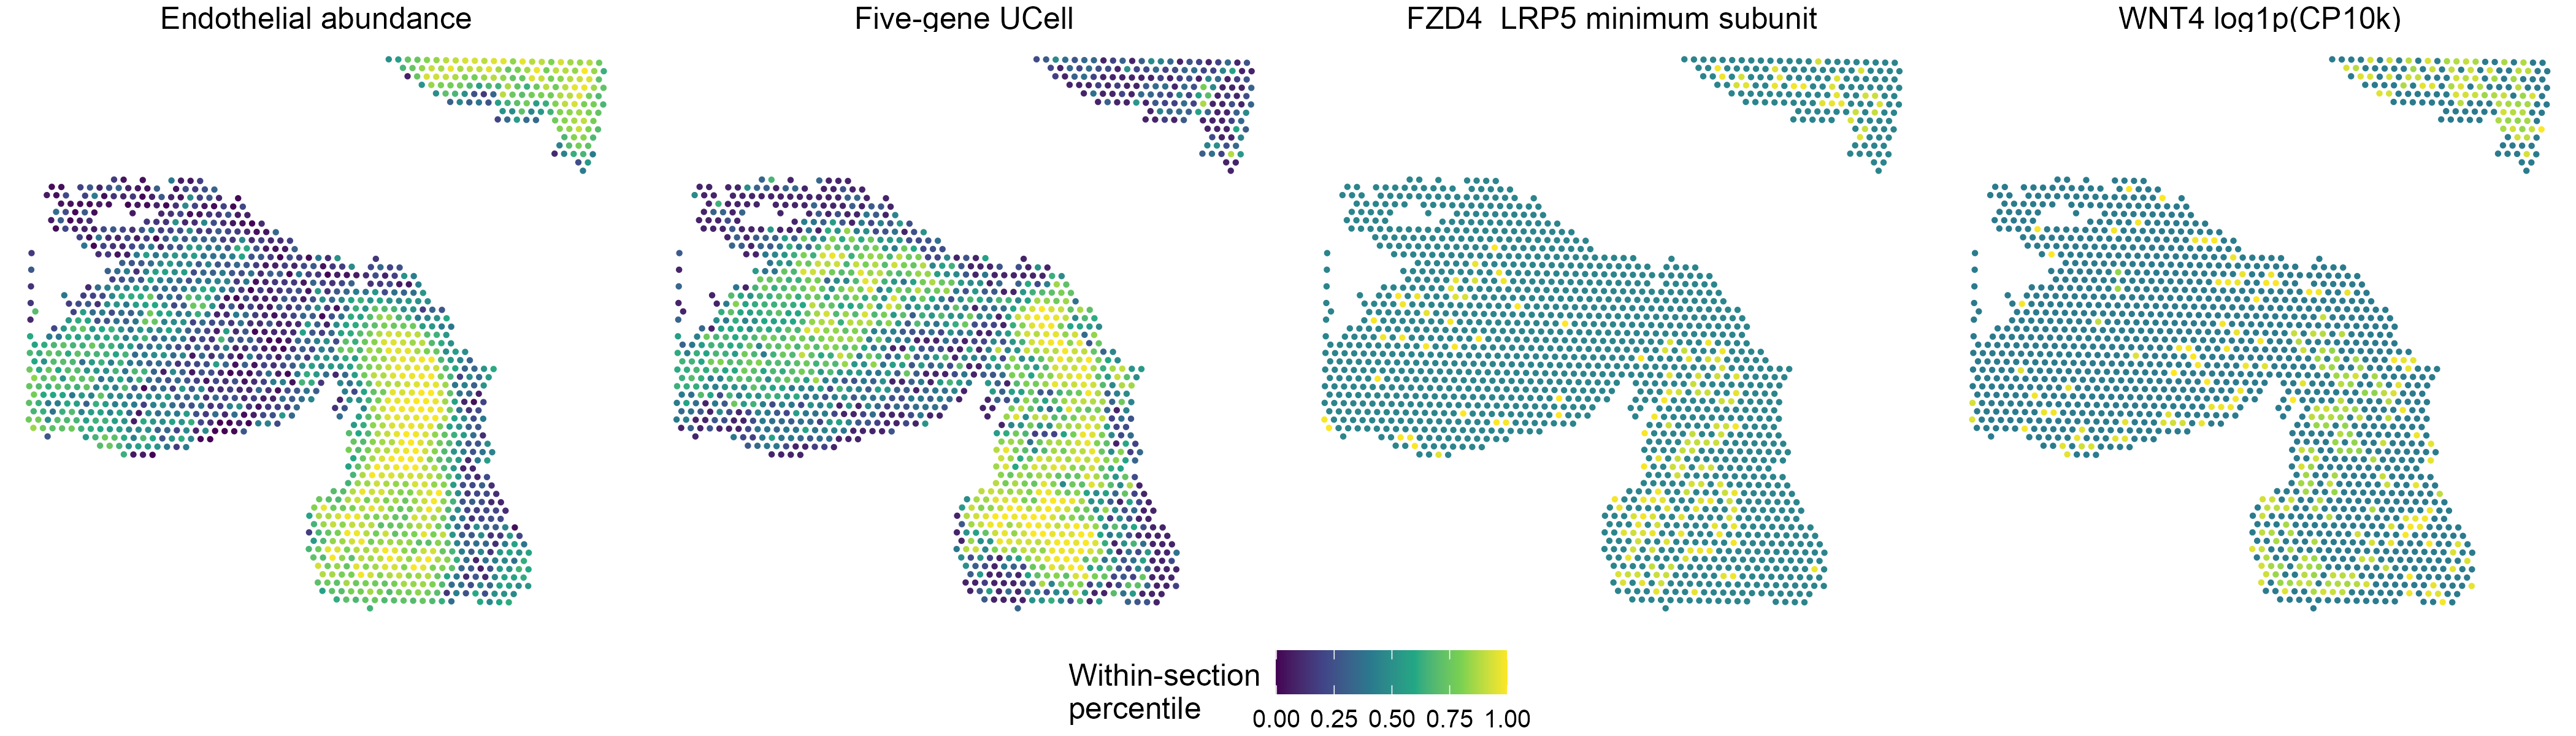 Endothelial abundance
Five-gene UCell
FZD4 LRP5 minimum subunit
WNT4 log1p(CP10k)
Within-section
percentile
0.00 0.25 0.50 0.75 1.00